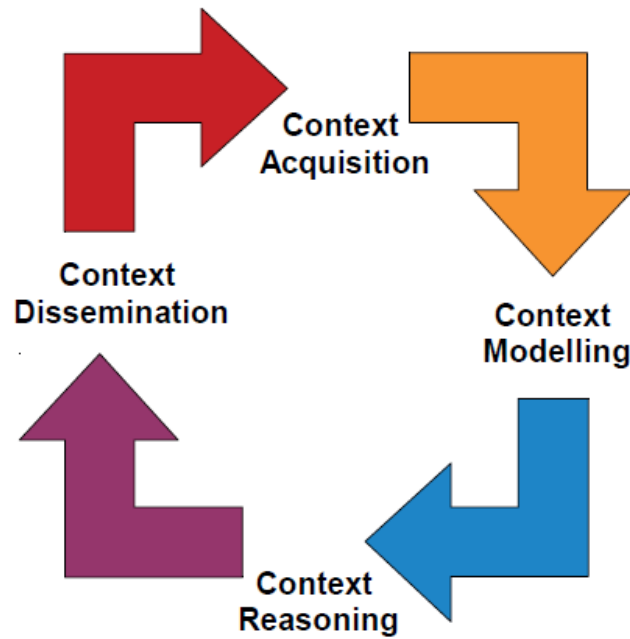 Context
Acquisition
Context
Modelling
Context
Reasoning
Context
Dissemination